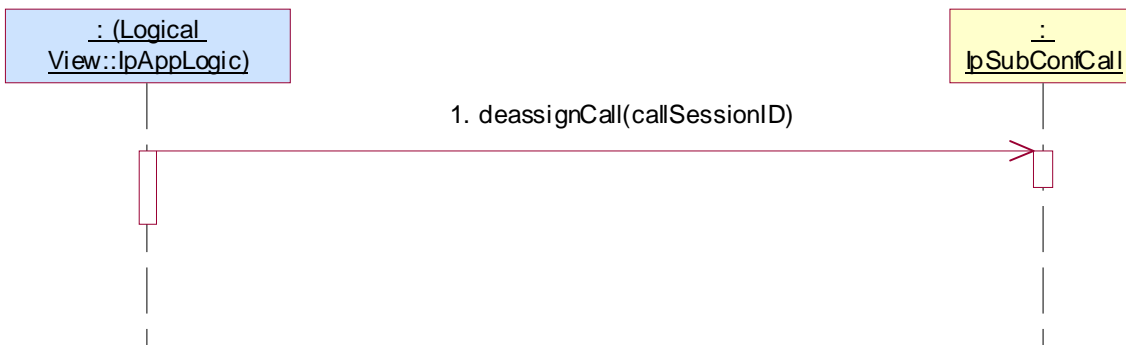 : (Logical
View::IpAppLogic)
:
IpSubConfCall
1. deassignCall(callSessionID)